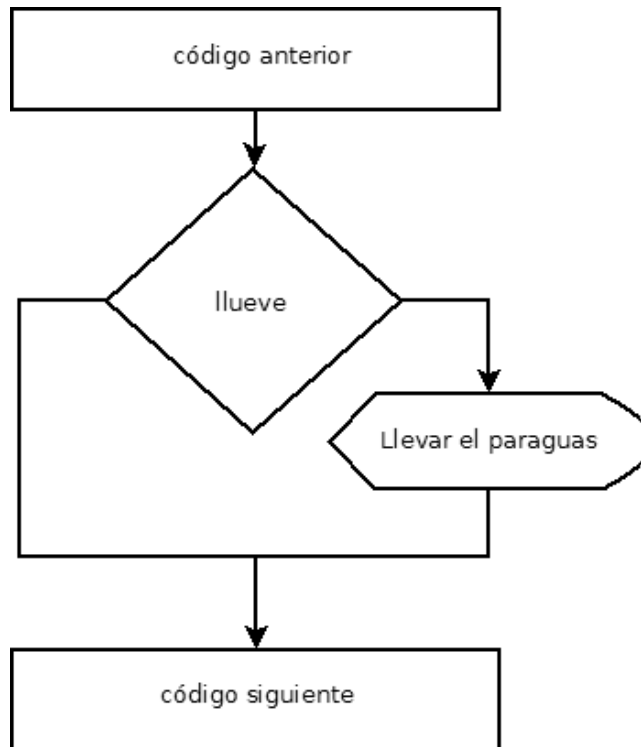 código anterior
llueve
Llevar el paraguas
código siguiente